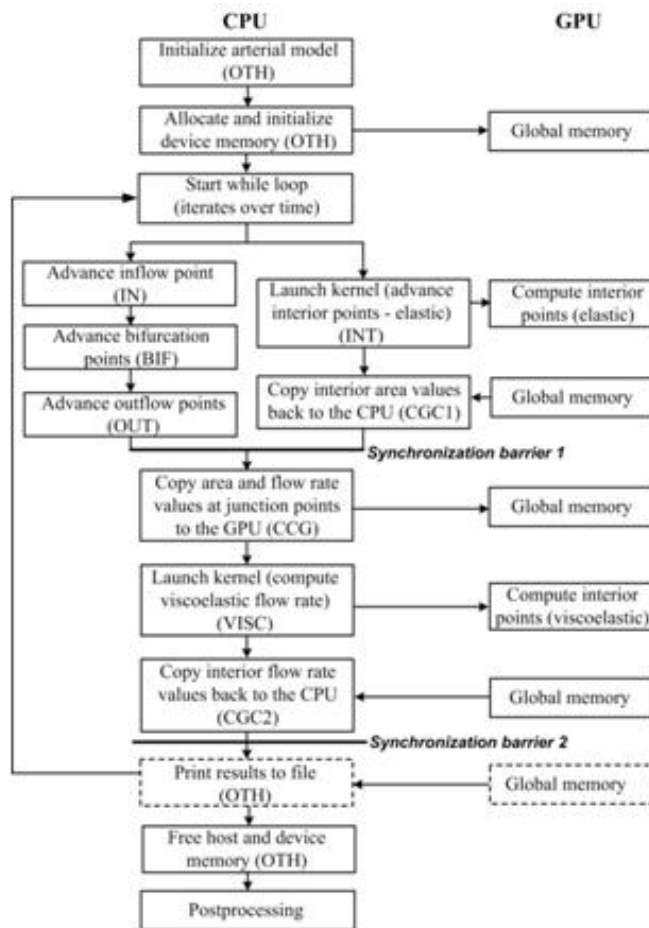 CPU
GPU
Initialize arterial model
(OTH)
Allocate and initialize
device memory (OTH)
Global memory
Start while loop
(iterates over time)
Advance inflow point
(IN)
Advance bifurcation
points (BIF)
Advance outflow points
(OUT)
Launch kernel (advance
interior points - elastic)
(INT)
Compute interior
points (elastic)
Copy interior area values
back to the CPU (CGC1)
Global memory
Synchronization barrier 1
Copy area and flow rate
values at junction points
to the GPU (CCG)
Global memory
Launch kernel (compute
viscoelastic flow rate)
(VISC)
Compute interior
points (viscoelastic)
Copy interior flow rate
values back to the CPU
(CGC2)
Global memory
Synchronization barrier 2
Print results to file
(OTH)
Global memory
Free host and device
memory (OTH)
Postprocessing